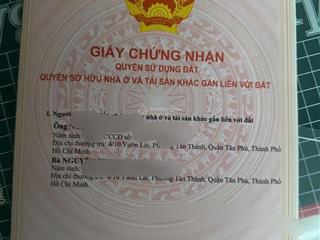 GIẤY CHỨNG NHẬN
QUYỀN SỬ DỤNG ĐẤT
QUYỀN SỞ HỮU NHÀ Ở VÀ TÀI SẢN KHÁC GẮN LIỀN VỚI ĐẤT
I. Người nhà ở và tài sản khác gắn liền với đất
Ông
Năm sinh: CCCD số:
Địa chỉ thường trú: 4/10 Vườn Lài, Phường Tân Thành, Quận Tân Phú, Thành Phố
Hồ Chí Minh.
Bà NGUYỄN
Năm sinh:
Địa chỉ thường trú: 4/10 Vườn Lài, Phường Tân Thành, Quận Tân Phú, Thành Phố
Hồ Chí Minh.